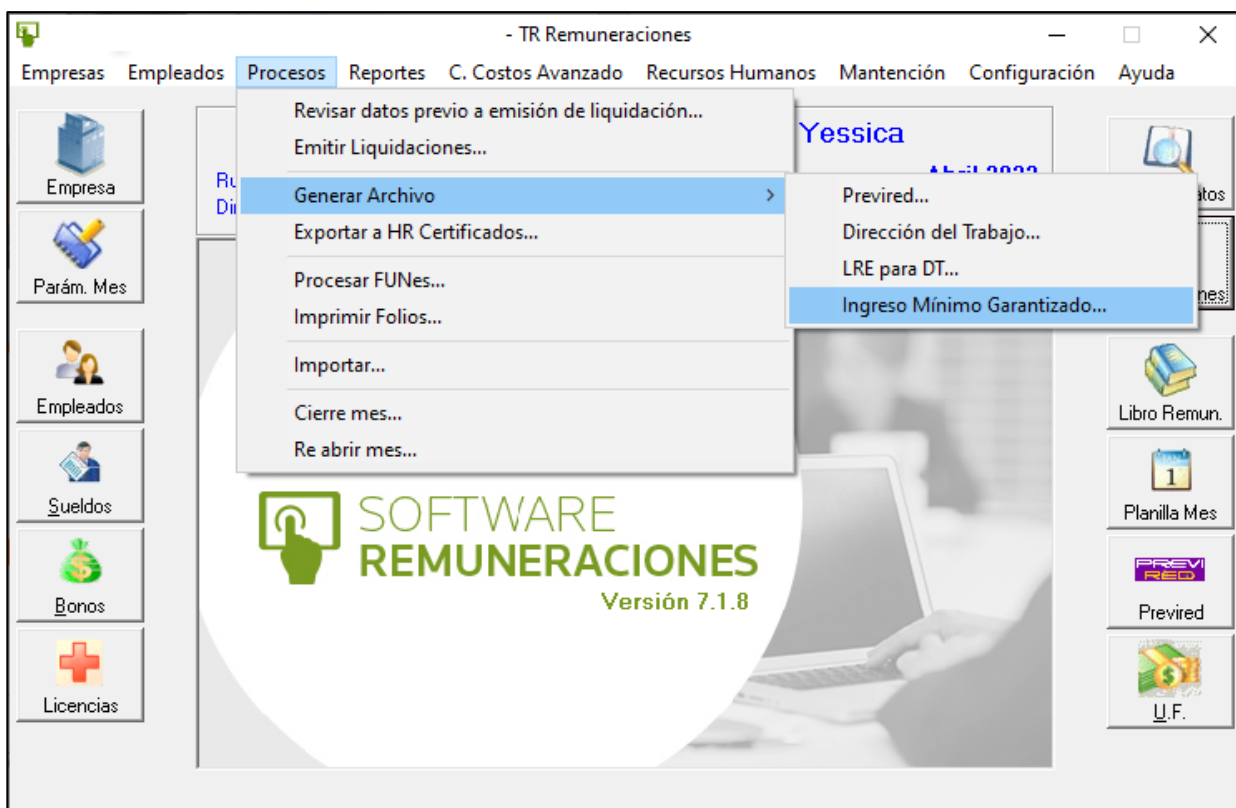 - TR Remuneraciones
Empresas Empleados Procesos Reportes C. Costos Avanzado Recursos Humanos Mantención Configuración Ayuda
Revisar datos previo a emisión de liquidación...
Emitir Liquidaciones...
Generar Archivo >
Exportar a HR Certificados...
Procesar FUNes...
Imprimir Folios...
Importar...
Cierre mes...
Re abrir mes...
Previred...
Dirección del Trabajo...
LRE para DT...
Ingreso Mínimo Garantizado...
Yessica
Empresa
Parám. Mes
Empleados
Sueldos
Bonos
Licencias
SOFTWARE
REMUNERACIONES
Versión 7.1.8
Libro Remun.
1
Planilla Mes
PREVI
RED
Previred
U.F.